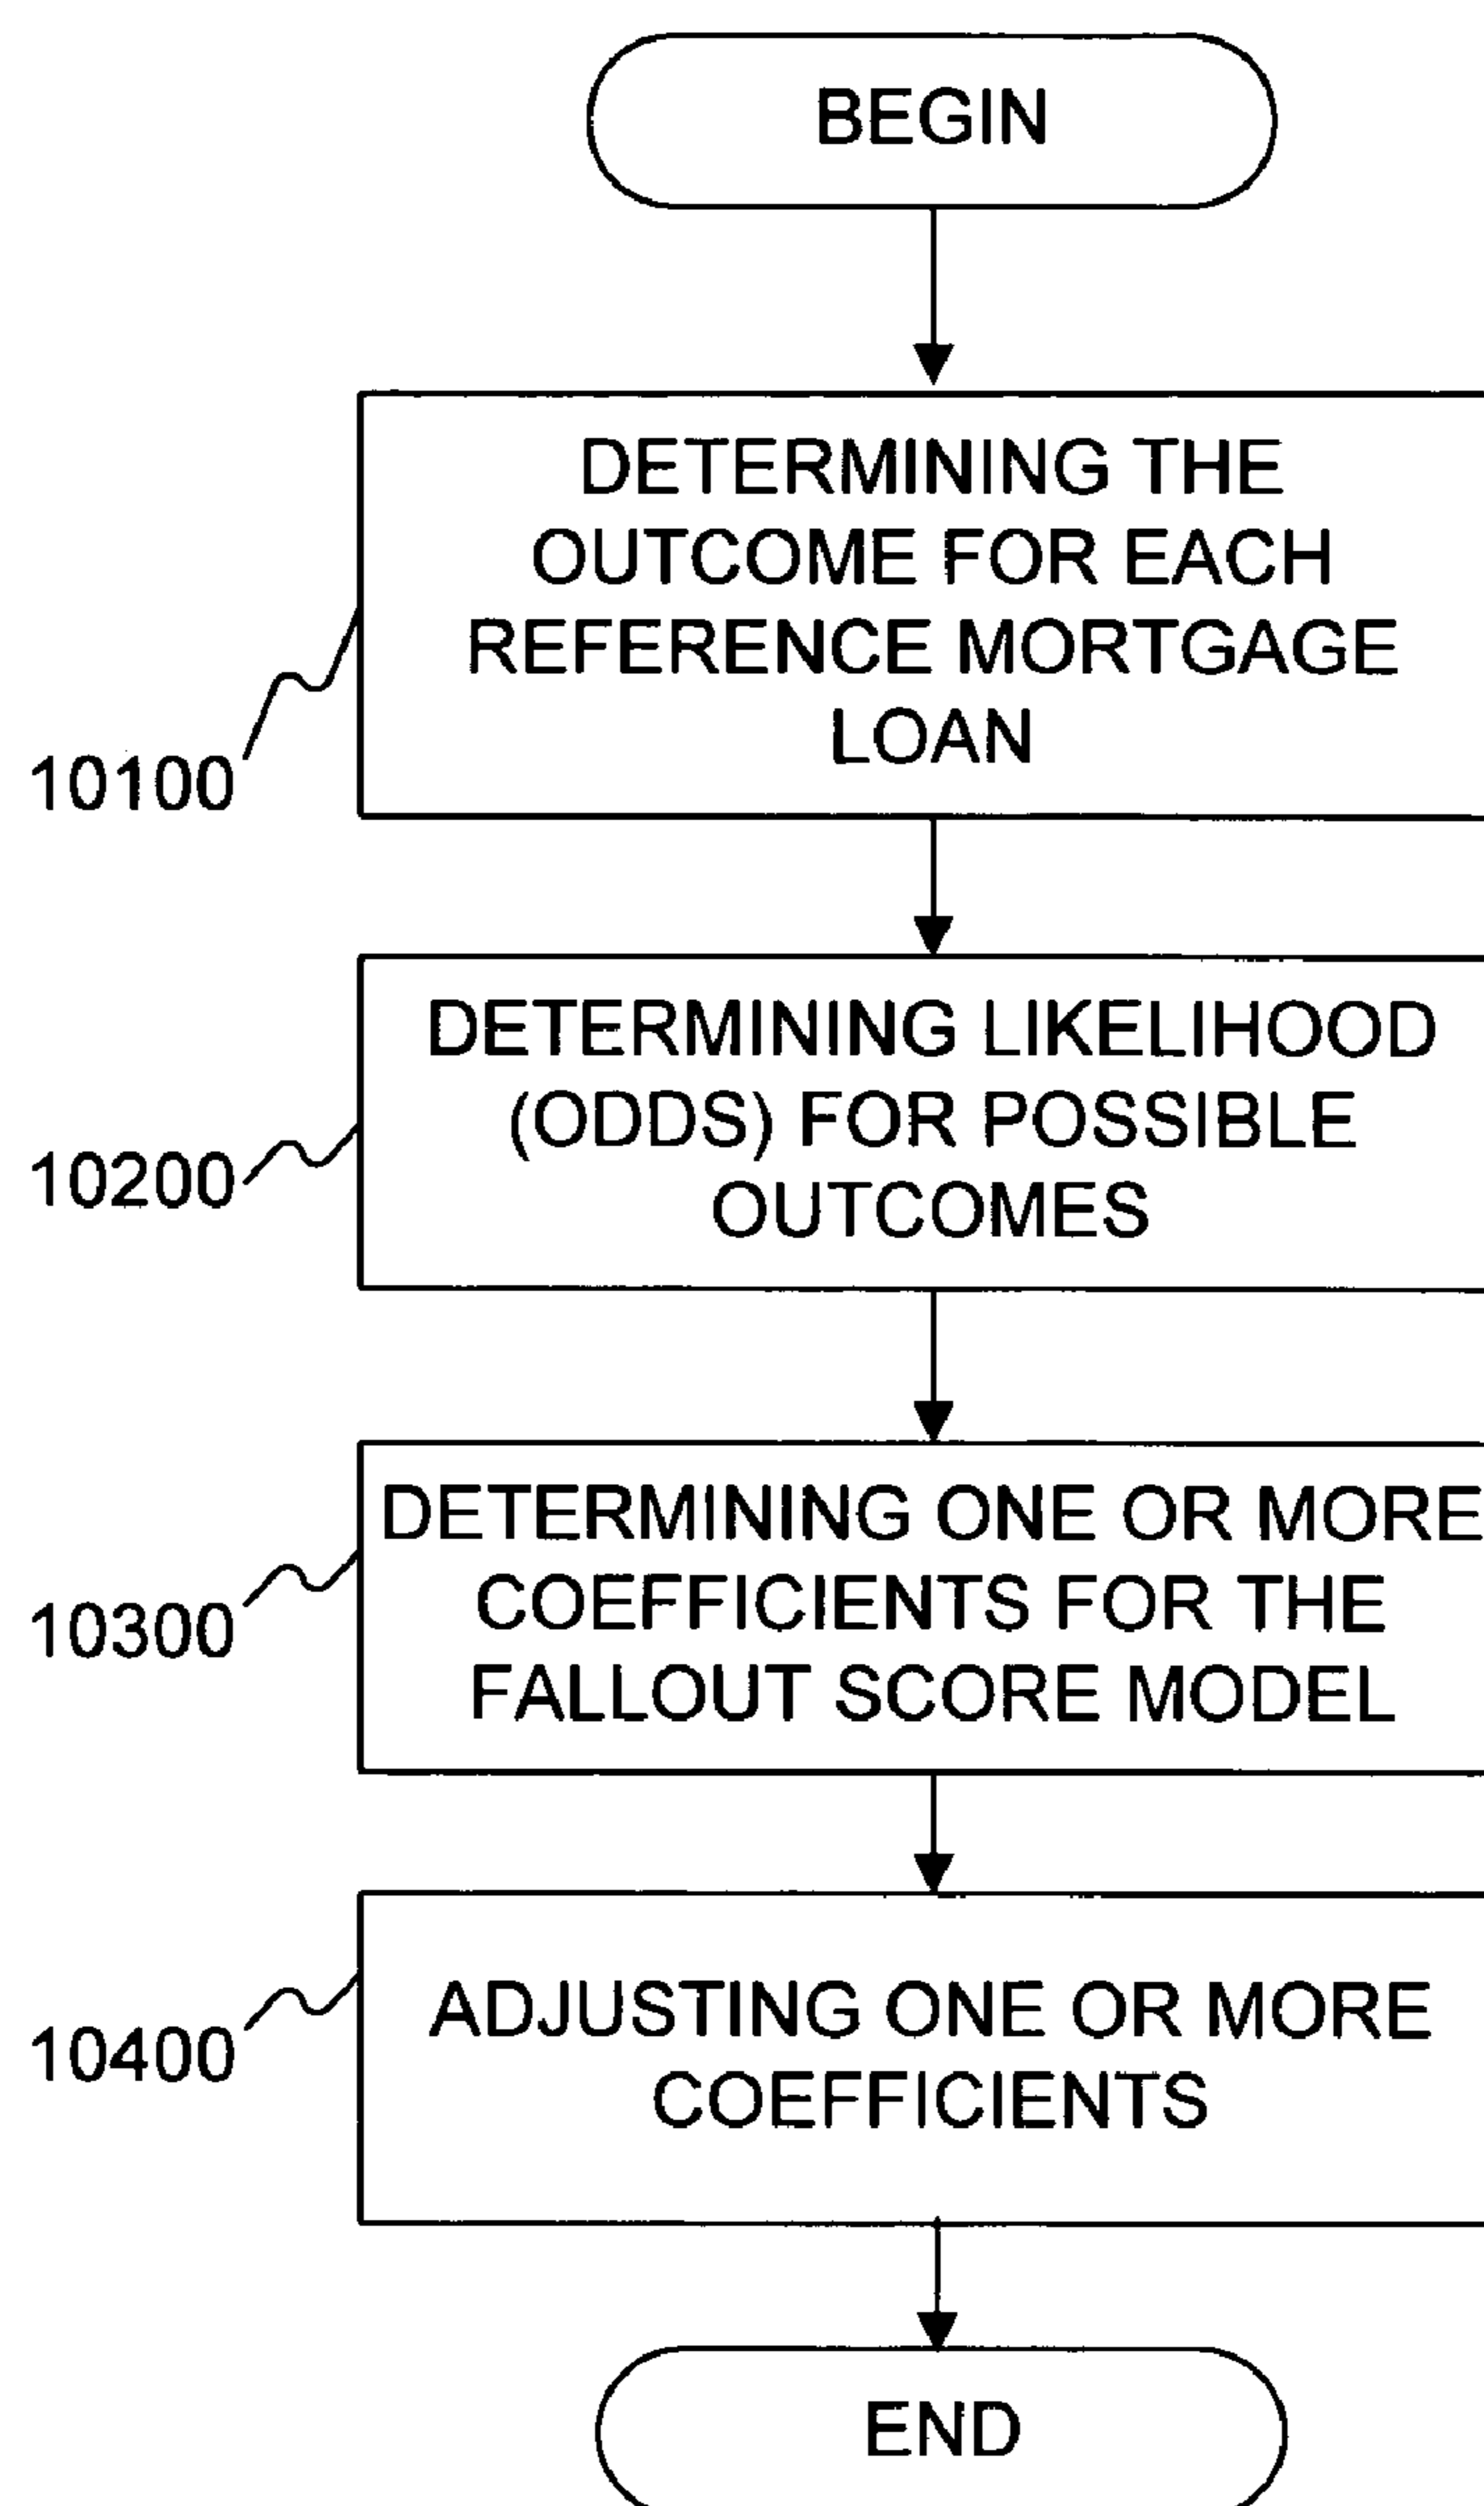 BEGIN
DETERMINING THE
OUTCOME FOR EACH
REFERENCE MORTGAGE
LOAN
10100
DETERMINING LIKELIHOOD
(ODDS) FOR POSSIBLE
OUTCOMES
10200
DETERMINING ONE OR MORE
COEFFICIENTS FOR THE
FALLOUT SCORE MODEL
10300
ADJUSTING ONE OR MORE
COEFFICIENTS
10400
END